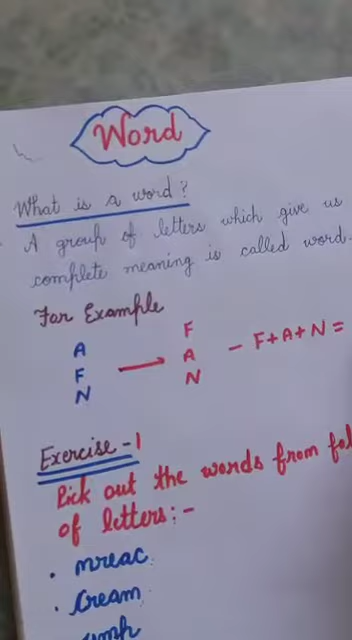 Word
What is a word?
A group of letters which give us
complete meaning is called word.
For Example
A F
F → A - F+A+N =
N N
Exercise -1
Pick out the words from
of letters:-
• mreac
• Cream